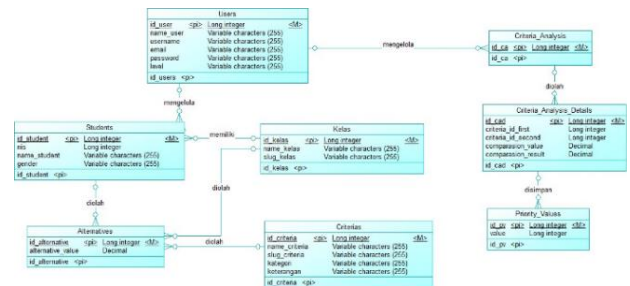 Users
id_user <pi> Long integer <M>
name_user Variable characters (255)
username Variable characters (255)
email Variable characters (255)
password Variable characters (255)
level Variable characters (255)
id_users <pi>
mengelola
Criteria_Analysis
id_ca <pi> Long integer <M>
id_ca <pi>
mengelola
diolah
Students
id_student <pi> Long integer <M>
nis Long integer
name_student Variable characters (255)
gender Variable characters (255)
id_student <pi>
memiliki
Kelas
id_kelas <pi> Long integer <M>
name_kelas Variable characters (255)
slug_kelas Variable characters (255)
id_kelas <pi>
Criteria_Analysis_Details
id_cad <pi> Long integer <M>
criteria_id_first Long integer
criteria_id_second Long integer
comparassion_value Decimal
comparassion_result Decimal
id_cad <pi>
diolah
diolah
disimpan
Alternatives
id_alternative <pi> Long integer <M>
alternative_value Decimal
id_alternative <pi>
diolah
Criterias
id_criteria <pi> Long integer <M>
name_criteria Variable characters (255)
slug_criteria Variable characters (255)
kategori Variable characters (255)
keterangan Variable characters (255)
id_criteria <pi>
Priority_Values
id_pv <pi> Long integer <M>
value Long integer
id_pv <pi>